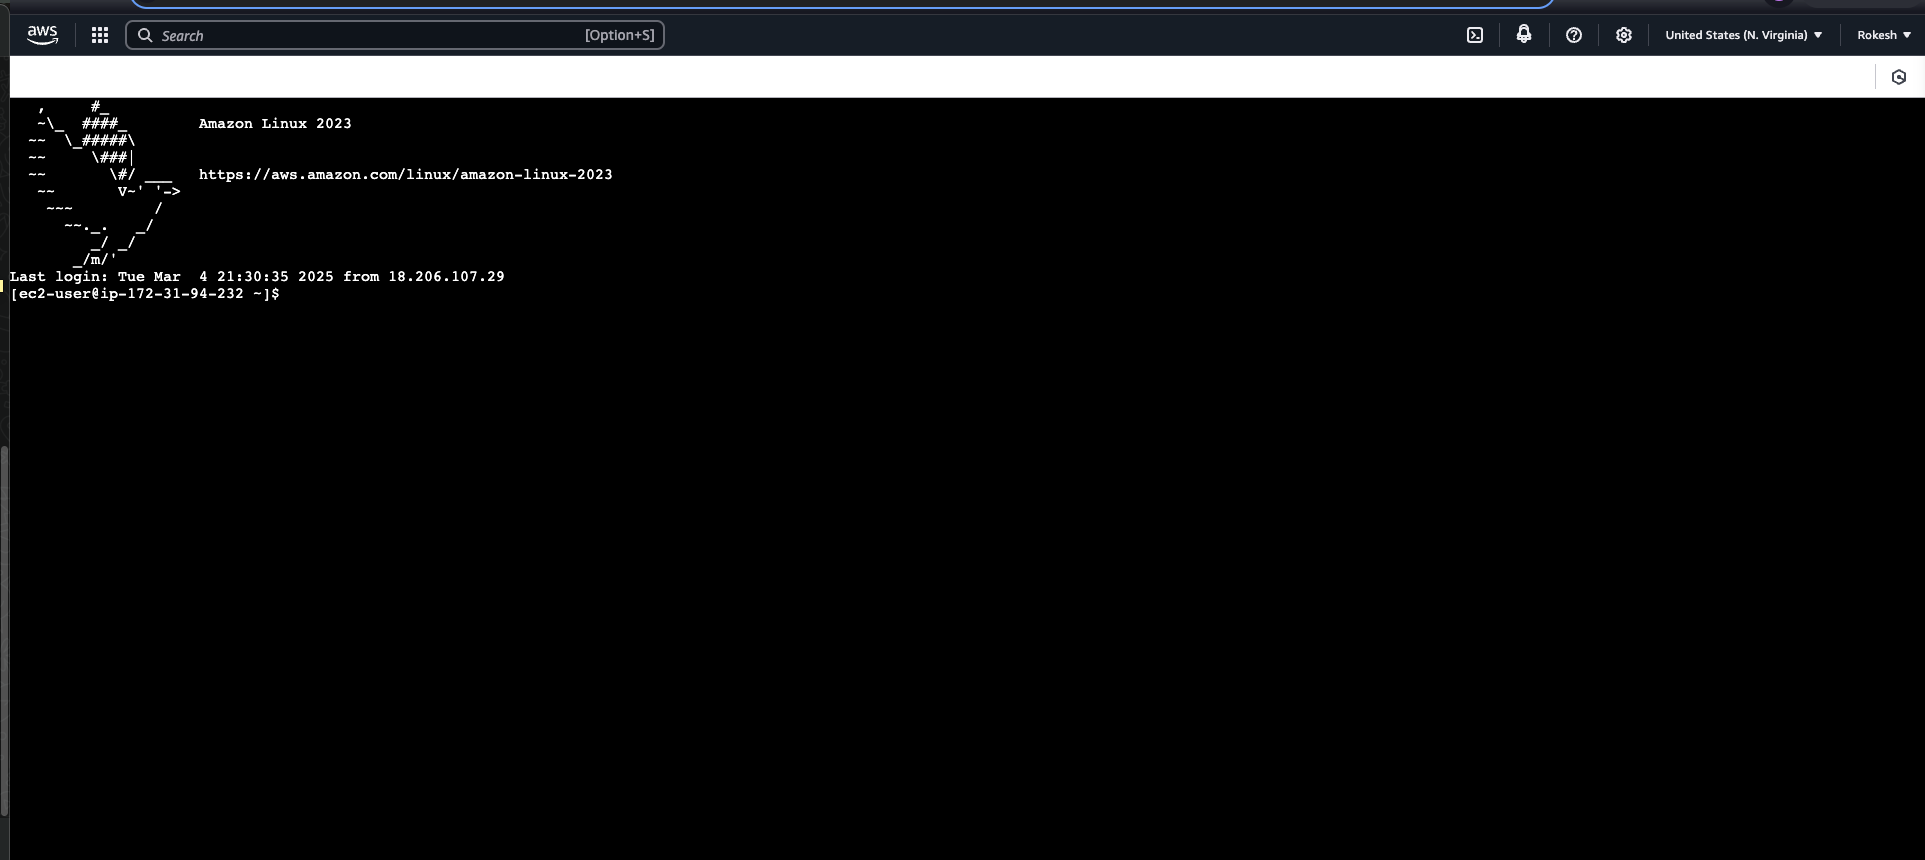 aws
Search [Option+S]
United States (N. Virginia)
Rokesh
   ,     #_
   ~\_  ####_        Amazon Linux 2023
  ~~  \_#####\
  ~~     \###|
  ~~       \#/ ___   https://aws.amazon.com/linux/amazon-linux-2023
   ~~       V~' '->
    ~~~         /
      ~~._.   _/
         _/ _/
       _/m/'
Last login: Tue Mar  4 21:30:35 2025 from 18.206.107.29
[ec2-user@ip-172-31-94-232 ~]$